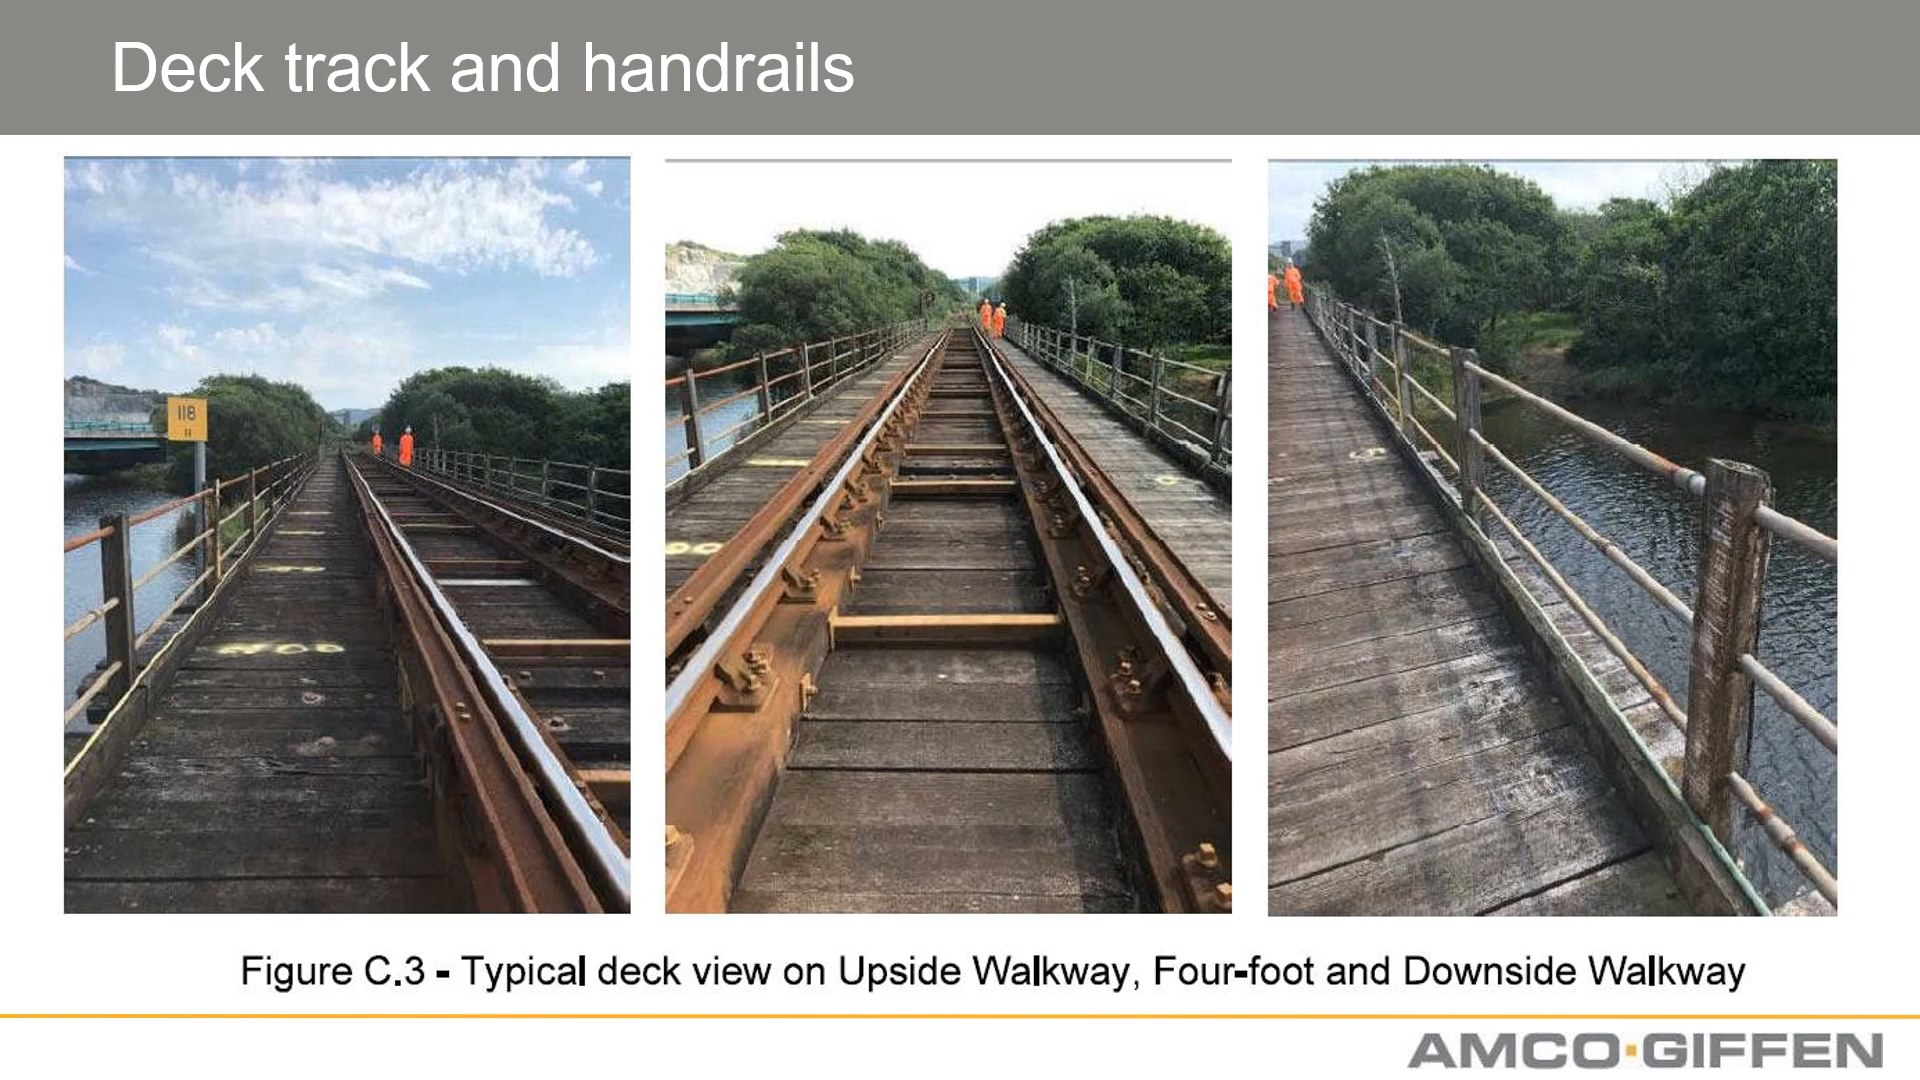 Deck track and handrails
118
Figure C.3 - Typical deck view on Upside Walkway, Four-foot and Downside Walkway
AMCO·GIFFEN